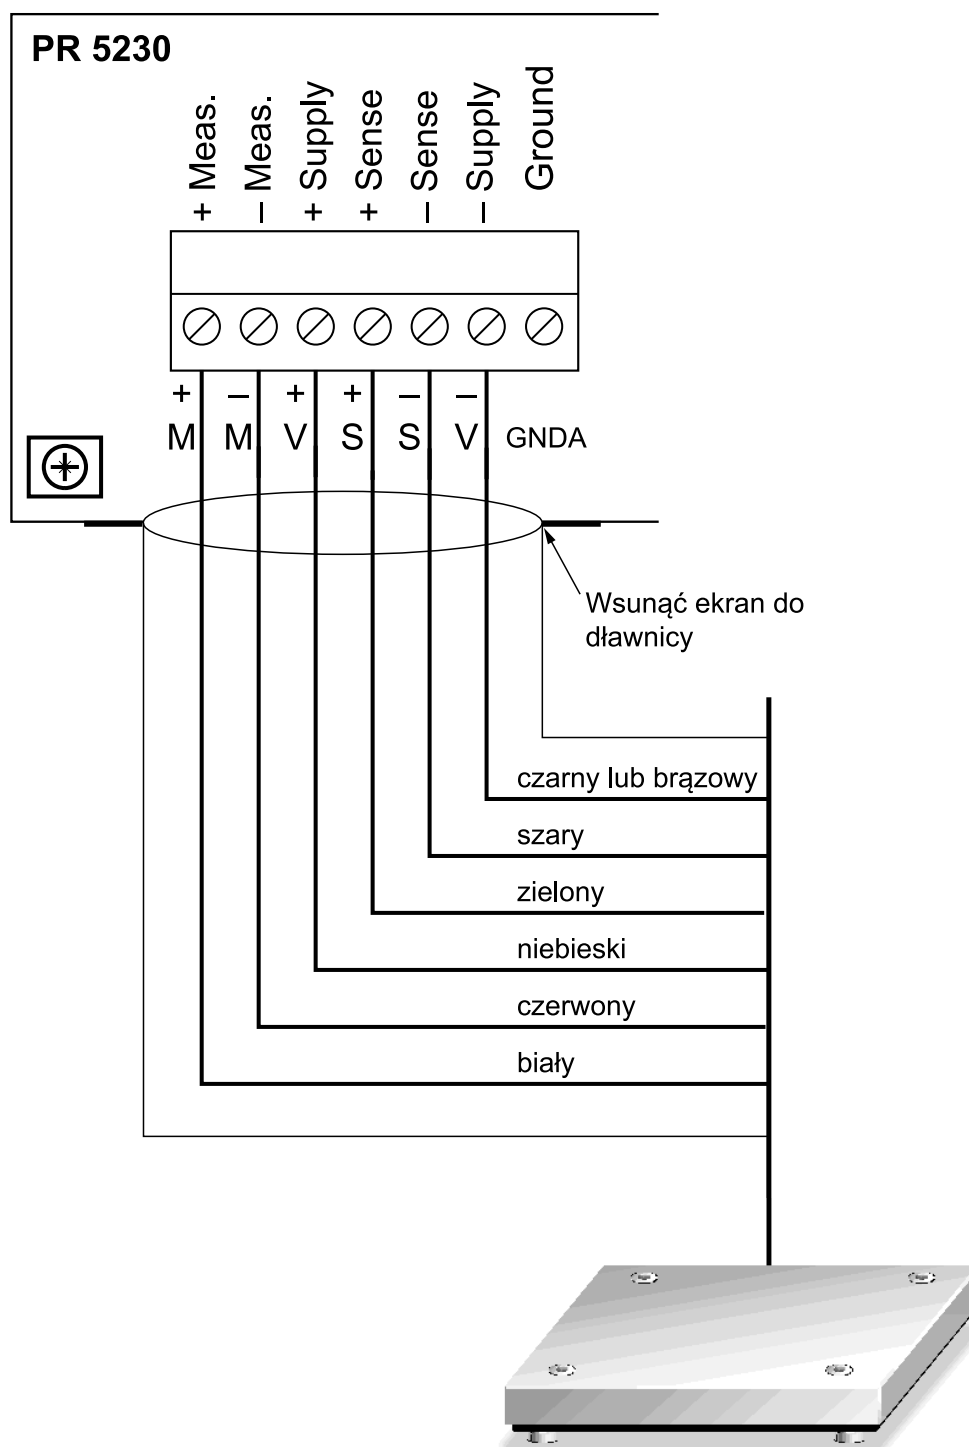 PR 5230
+ Meas.
– Meas.
+ Supply
+ Sense
– Sense
– Supply
Ground
+ – + + – –
M M V S S V GNDA
Wsunąć ekran do
dławnicy
czarny lub brązowy
szary
zielony
niebieski
czerwony
biały